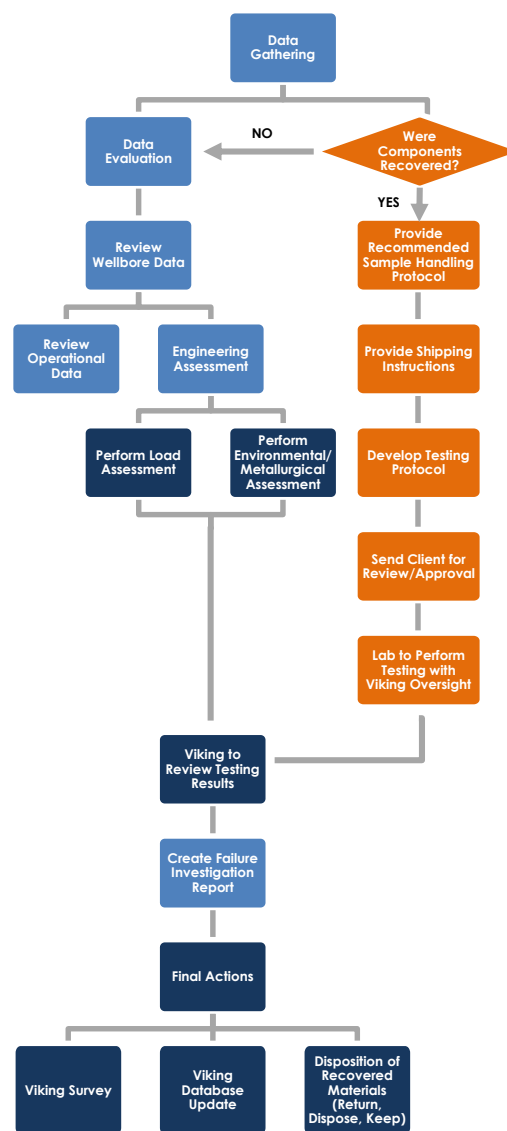 Data
Gathering
NO
Data
Evaluation
Were
Components
Recovered?
YES
Review
Wellbore Data
Provide
Recommended
Sample Handling
Protocol
Review
Operational
Data
Engineering
Assessment
Provide Shipping
Instructions
Perform Load
Assessment
Perform
Environmental/
Metallurgical
Assessment
Develop Testing
Protocol
Send Client for
Review/Approval
Lab to Perform
Testing with
Viking Oversight
Viking to
Review Testing
Results
Create Failure
Investigation
Report
Final Actions
Viking Survey
Viking
Database
Update
Disposition of
Recovered
Materials
(Return,
Dispose, Keep)